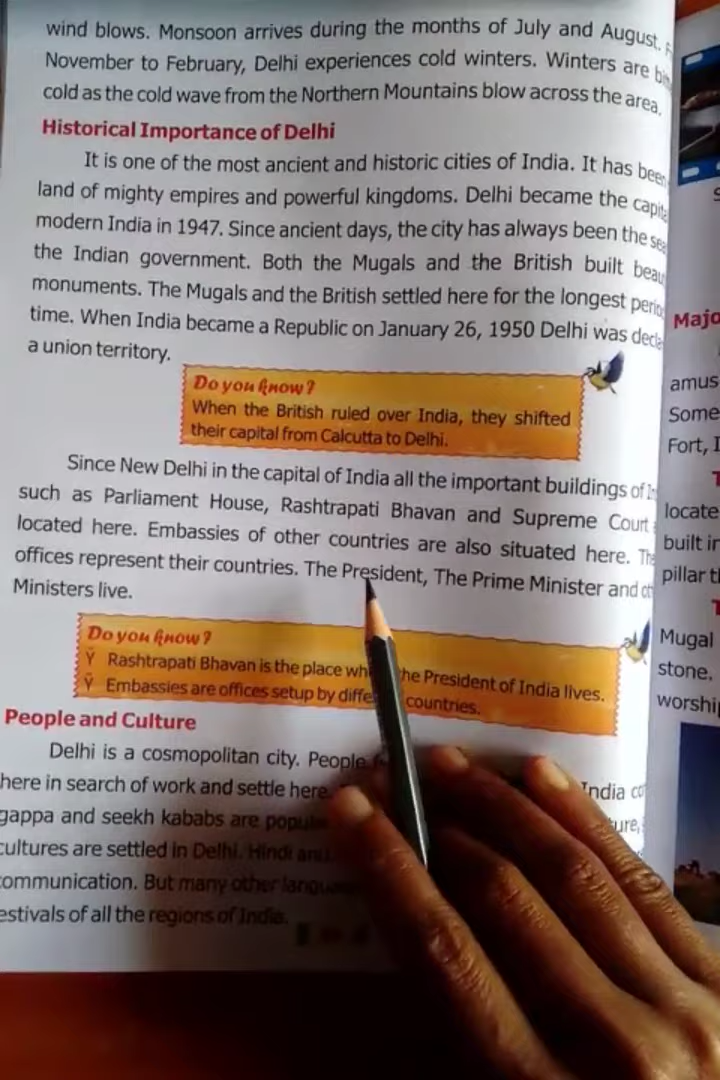 wind blows. Monsoon arrives during the months of July and August.
November to February, Delhi experiences cold winters. Winters are
cold as the cold wave from the Northern Mountains blow across the area.
Historical Importance of Delhi
It is one of the most ancient and historic cities of India. It has been
land of mighty empires and powerful kingdoms. Delhi became the
modern India in 1947. Since ancient days, the city has always been the
the Indian government. Both the Mugals and the British built
monuments. The Mugals and the British settled here for the longest
time. When India became a Republic on January 26, 1950 Delhi was
a union territory.
Do you know?
When the British ruled over India, they shifted
their capital from Calcutta to Delhi.
Since New Delhi in the capital of India all the important buildings of
such as Parliament House, Rashtrapati Bhavan and Supreme Court
located here. Embassies of other countries are also situated here.
offices represent their countries. The President, The Prime Minister and
Ministers live.
Do you know?
Ÿ Rashtrapati Bhavan is the place the President of India lives.
Ÿ Embassies are offices setup by countries.
People and Culture
Delhi is a cosmopolitan city. People
here in search of work and settle here. India
gappa and seekh kababs are
cultures are settled in Delhi. Hindi
communication. But many other
estivals of all the regions of India.
Majo
amus
Some
Fort,
locate
built in
pillar
Mugal
stone.
worship